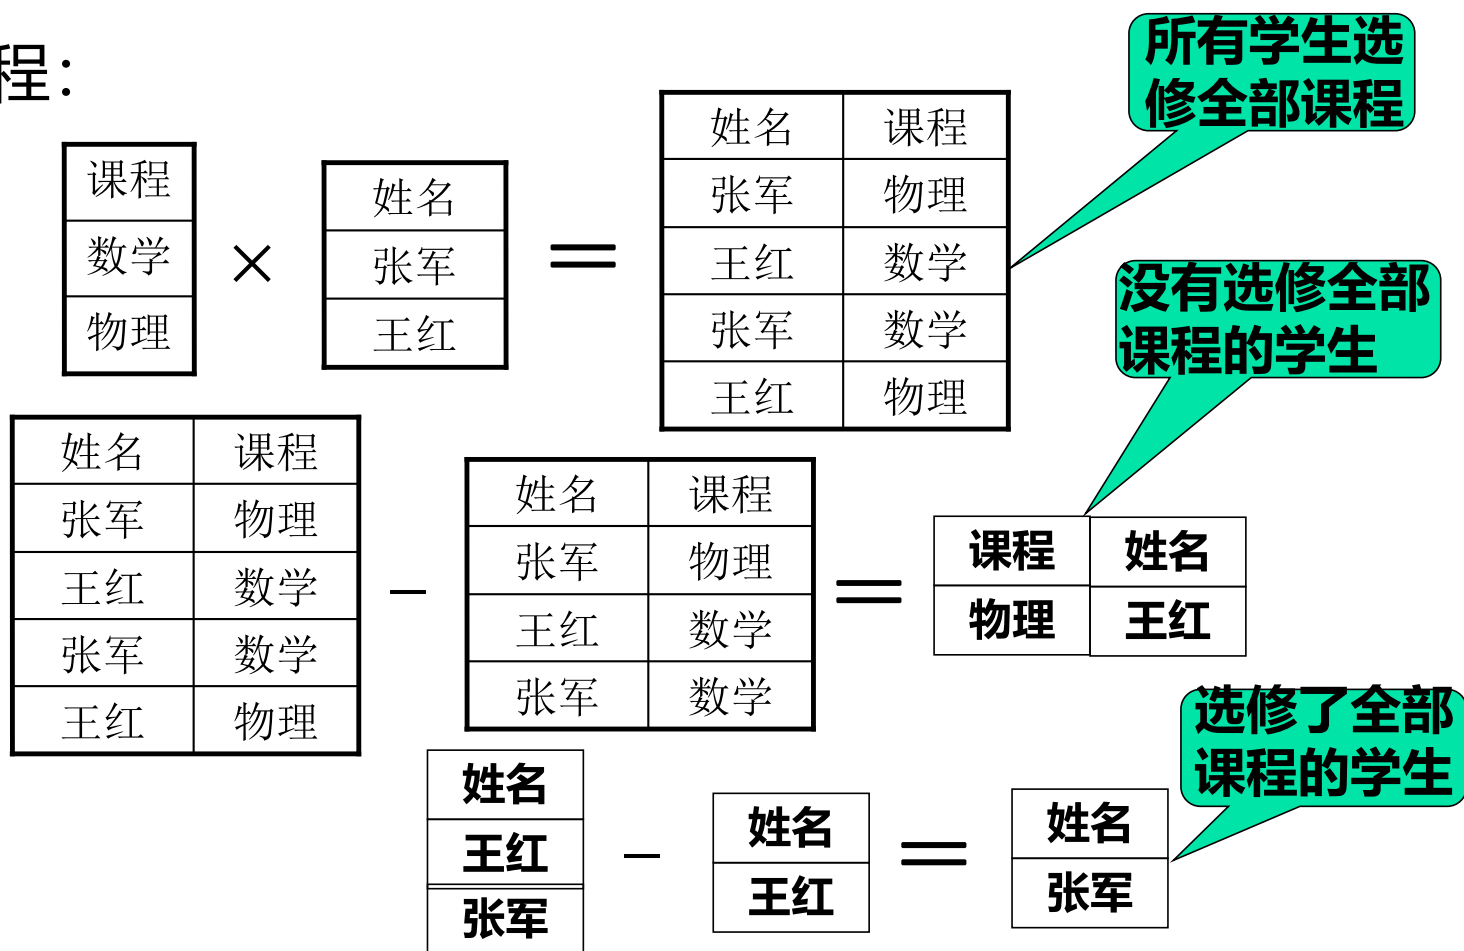 程：
所有学生选
修全部课程
课程
数学
物理
×
姓名
张军
王红
=
姓名 课程
张军 物理
王红 数学
张军 数学
王红 物理
没有选修全部
课程的学生
姓名 课程
张军 物理
王红 数学
张军 数学
王红 物理
−
姓名 课程
张军 物理
王红 数学
张军 数学
=
课程 姓名
物理 王红
选修了全部
课程的学生
姓名
王红
张军
−
姓名
王红
=
姓名
张军